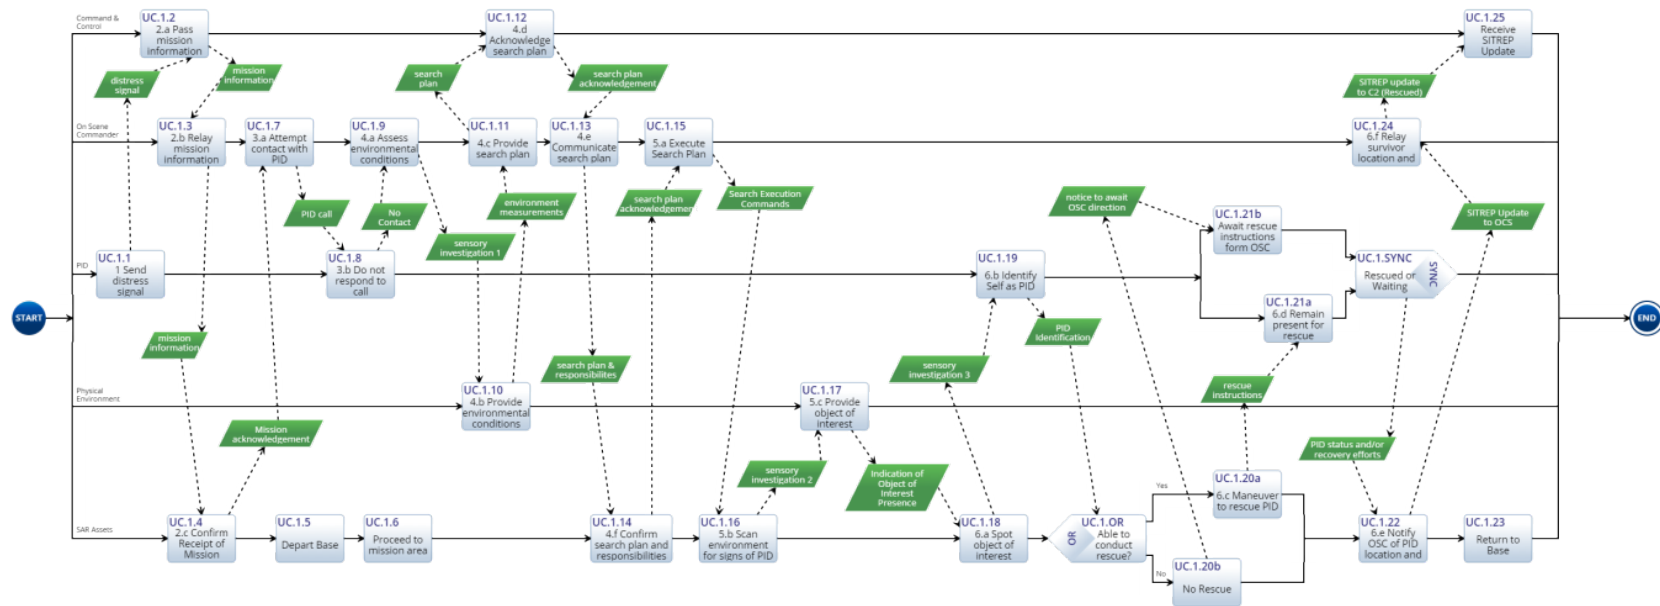 Command &
Control
UC.1.2
2.a Pass
mission
information
UC.1.12
4.d
Acknowledge
search plan
UC.1.25
Receive
SITREP
Update
distress
signal
mission
information
search
plan
search plan
acknowledgement
SITREP update
to C2 (Rescued)
On Scene
Commander
UC.1.3
2.b Relay
mission
information
UC.1.7
3.a Attempt
contact with
PID
UC.1.9
4.a Assess
environmental
conditions
UC.1.11
4.c Provide
search plan
UC.1.13
4.e
Communicate
search plan
UC.1.15
5.a Execute
Search Plan
UC.1.24
6.f Relay
survivor
location and
PID call
No
Contact
sensory
investigation 1
environment
measurements
search plan
acknowledgement
Search Execution
Commands
notice to await
OSC direction
SITREP Update
to OCS
PID
UC.1.1
1 Send
distress
signal
UC.1.8
3.b Do not
respond to
call
UC.1.19
6.b Identify
Self as PID
UC.1.21b
Await rescue
instructions
form OSC
UC.1.21a
6.d Remain
present for
rescue
UC.1.SYNC
Rescued or
Waiting
SYNC
START
END
mission
information
search plan &
responsibilites
sensory
investigation 3
PID
Identification
rescue
instructions
Physical
Environment
UC.1.10
4.b Provide
environmental
conditions
UC.1.17
5.c Provide
object of
interest
Mission
acknowledgement
sensory
investigation 2
Indication of
Object of
Interest
Presence
PID status and/or
recovery efforts
SAR Assets
UC.1.4
2.c Confirm
Receipt of
Mission
UC.1.5
Depart Base
UC.1.6
Proceed to
mission area
UC.1.14
4.f Confirm
search plan and
responsibilities
UC.1.16
5.b Scan
environment
for signs of PID
UC.1.18
6.a Spot
object of
interest
UC.1.OR
OR
Able to
conduct
rescue?
Yes
UC.1.20a
6.c Maneuver
to rescue PID
No
UC.1.20b
No Rescue
UC.1.22
6.e Notify
OSC of PID
location and
UC.1.23
Return to
Base